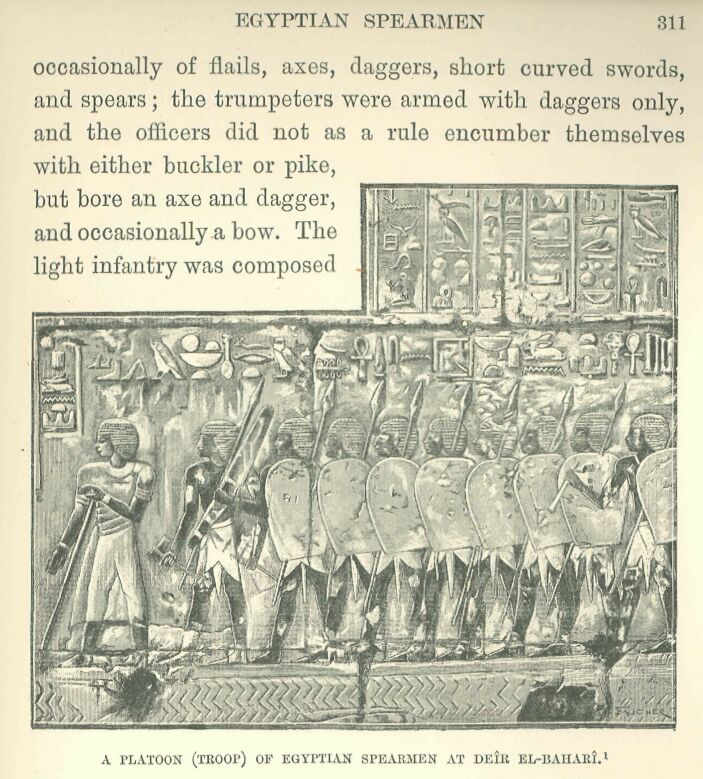 EGYPTIAN SPEARMEN 311
occasionally of flails, axes, daggers, short curved swords,
and spears; the trumpeters were armed with daggers only,
and the officers did not as a rule encumber themselves
with either buckler or pike,
but bore an axe and dagger,
and occasionally a bow. The
light infantry was composed
A PLATOON (TROOP) OF EGYPTIAN SPEARMEN AT DEÎR EL-BAHARÎ.¹